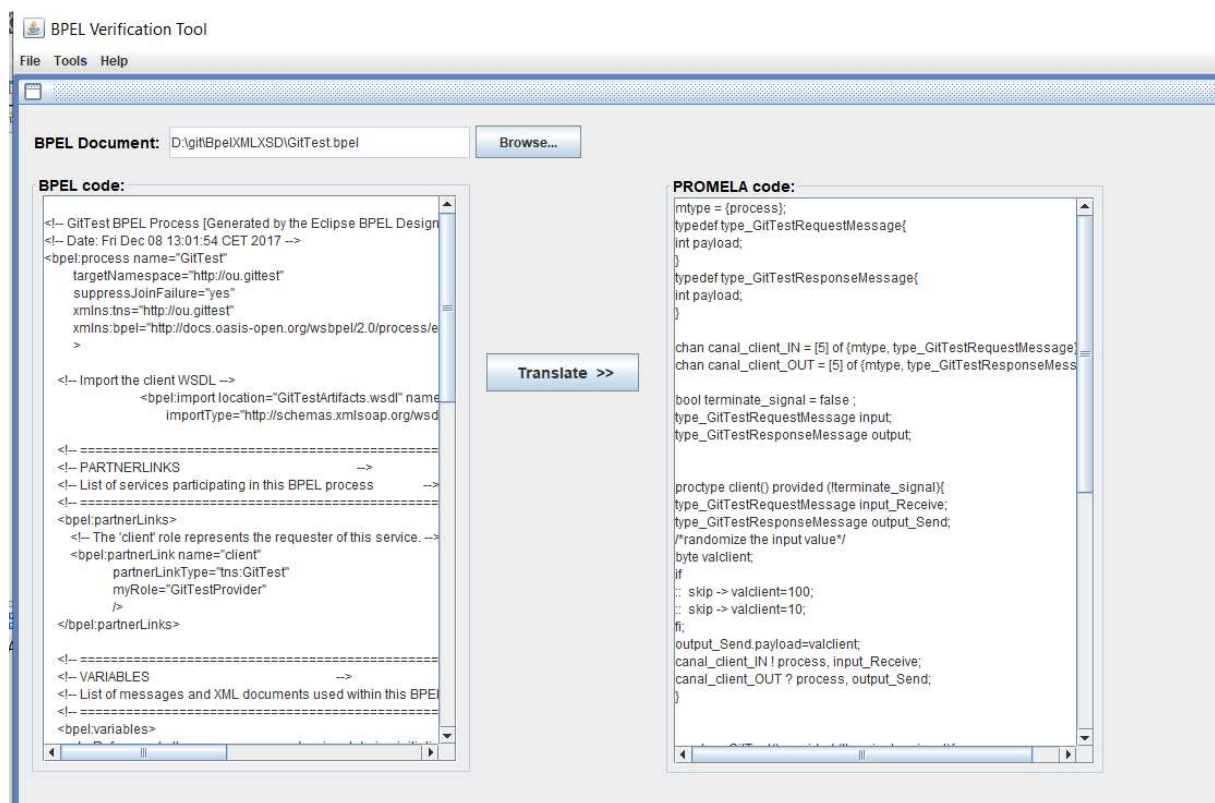 BPEL Verification Tool
File Tools Help
BPEL Document: D:\git\BpelXMLXSD\GitTest.bpel Browse...
BPEL code:
<!-- GitTest BPEL Process [Generated by the Eclipse BPEL Design
<!-- Date: Fri Dec 08 13:01:54 CET 2017 -->
<bpel:process name="GitTest"
targetNamespace="http://ou.gittest"
suppressJoinFailure="yes"
xmlns:tns="http://ou.gittest"
xmlns:bpel="http://docs.oasis-open.org/wsbpel/2.0/process/e
>
<!-- Import the client WSDL -->
<bpel:import location="GitTestArtifacts.wsdl" name
importType="http://schemas.xmlsoap.org/wsd
<!-- =================================================
<!-- PARTNERLINKS -->
<!-- List of services participating in this BPEL process -->
<!-- =================================================
<bpel:partnerLinks>
<!-- The 'client' role represents the requester of this service. -->
<bpel:partnerLink name="client"
partnerLinkType="tns:GitTest"
myRole="GitTestProvider"
/>
</bpel:partnerLinks>
<!-- =================================================
<!-- VARIABLES -->
<!-- List of messages and XML documents used within this BPEL
<!-- =================================================
<bpel:variables>
Translate >>
PROMELA code:
mtype = {process};
typedef type_GitTestRequestMessage{
int payload;
}
typedef type_GitTestResponseMessage{
int payload;
}
chan canal_client_IN = [5] of {mtype, type_GitTestRequestMessage}
chan canal_client_OUT = [5] of {mtype, type_GitTestResponseMess
bool terminate_signal = false ;
type_GitTestRequestMessage input;
type_GitTestResponseMessage output;
proctype client() provided (!terminate_signal){
type_GitTestRequestMessage input_Receive;
type_GitTestResponseMessage output_Send;
/*randomize the input value*/
byte valclient;
if
:: skip -> valclient=100;
:: skip -> valclient=10;
fi;
output_Send.payload=valclient;
canal_client_IN ! process, input_Receive;
canal_client_OUT ? process, output_Send;
}